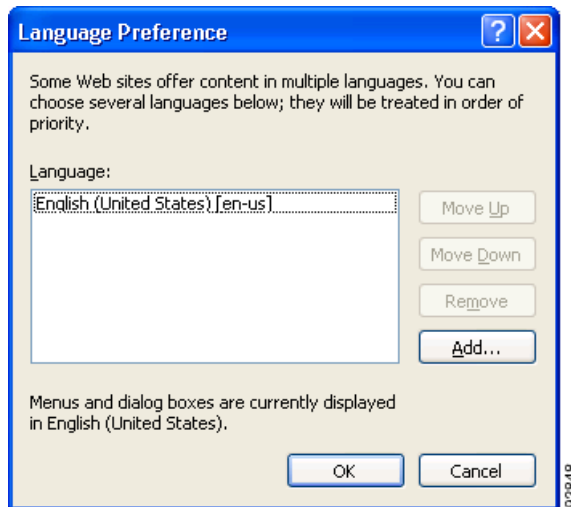 Language Preference
Some Web sites offer content in multiple languages. You can
choose several languages below; they will be treated in order of
priority.
Language:
English (United States) [en-us]
Move Up
Move Down
Remove
Add...
Menus and dialog boxes are currently displayed
in English (United States).
OK
Cancel